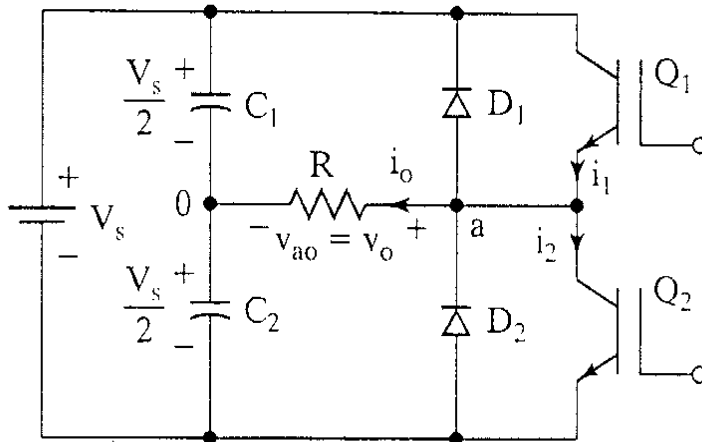 V_s/2
+
−
C_1
D_1
Q_1
R
i_o
i_1
+
V_s
−
0
− v_ao = v_o +
a
i_2
V_s/2
+
−
C_2
D_2
Q_2